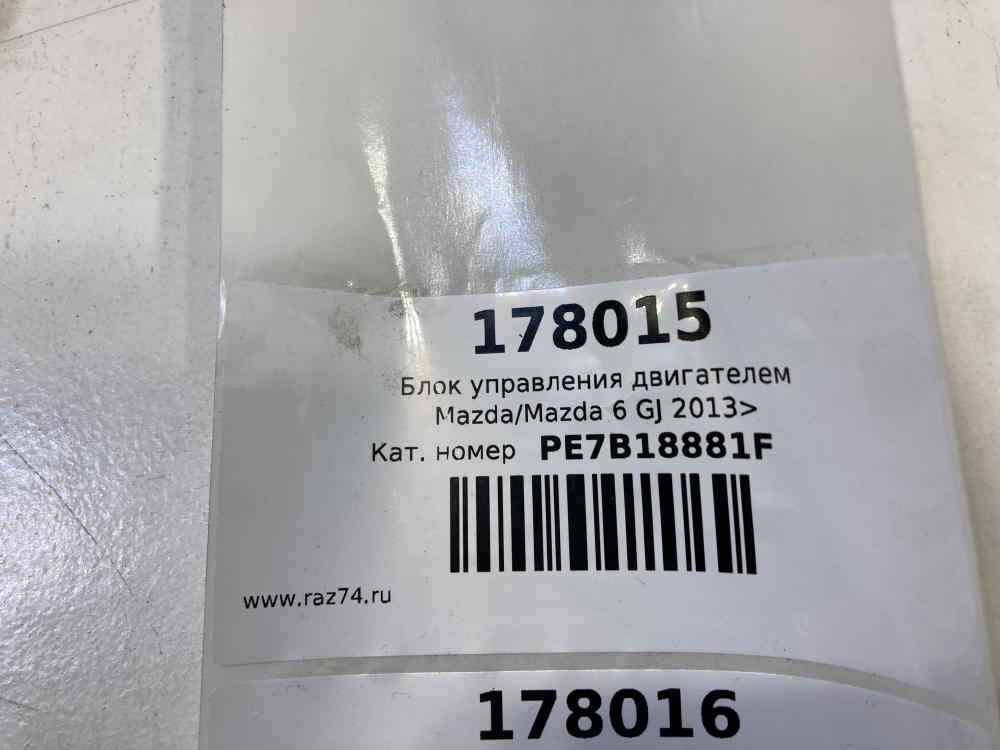 178015
Блок управления двигателем
Mazda/Mazda 6 GJ 2013>
Кат. номер PE7B18881F
www.raz74.ru
178016